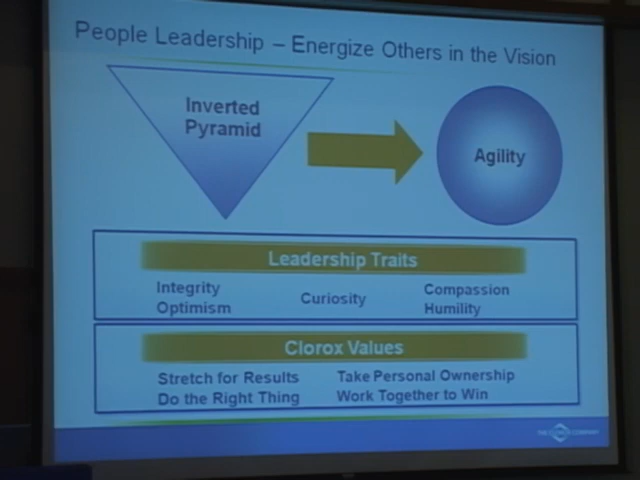 People Leadership – Energize Others in the Vision
Inverted
Pyramid
Agility
Leadership Traits
Integrity
Optimism
Curiosity
Compassion
Humility
Clorox Values
Stretch for Results
Do the Right Thing
Take Personal Ownership
Work Together to Win